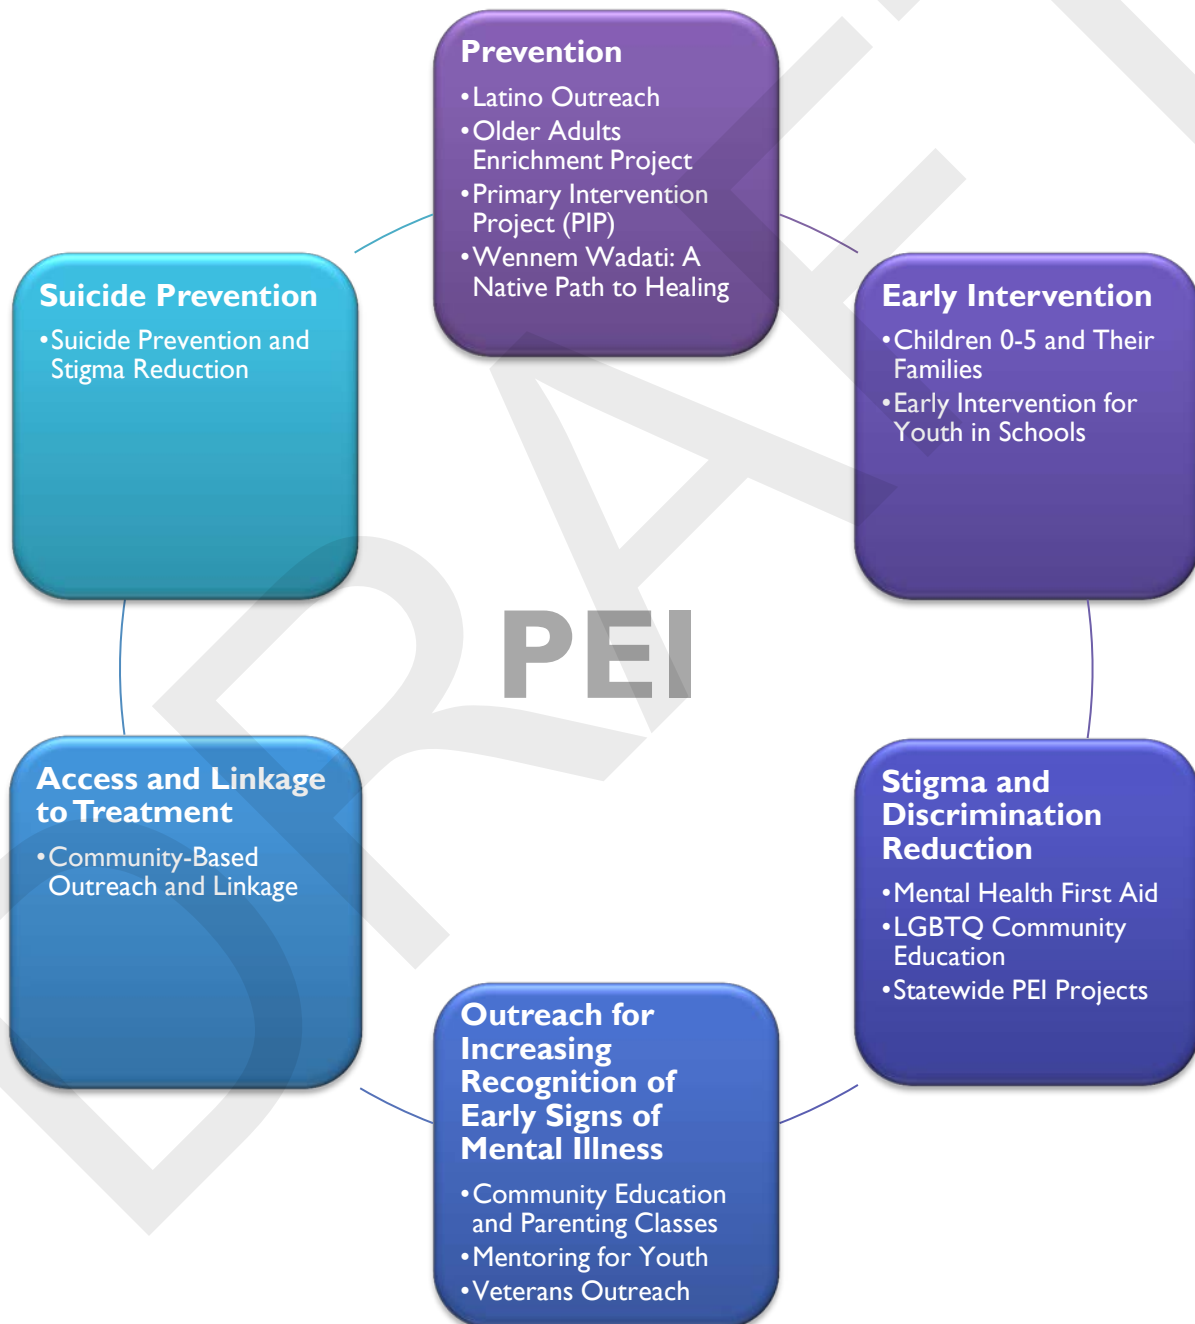 Prevention
•Latino Outreach
•Older Adults
Enrichment Project
•Primary Intervention
Project (PIP)
•Wennem Wadati: A
Native Path to Healing
Early Intervention
•Children 0-5 and Their
Families
•Early Intervention for
Youth in Schools
Stigma and
Discrimination
Reduction
•Mental Health First Aid
•LGBTQ Community
Education
•Statewide PEI Projects
Outreach for
Increasing
Recognition of
Early Signs of
Mental Illness
•Community Education
and Parenting Classes
•Mentoring for Youth
•Veterans Outreach
Access and Linkage
to Treatment
•Community-Based
Outreach and Linkage
Suicide Prevention
•Suicide Prevention and
Stigma Reduction
PEI
DRAFT